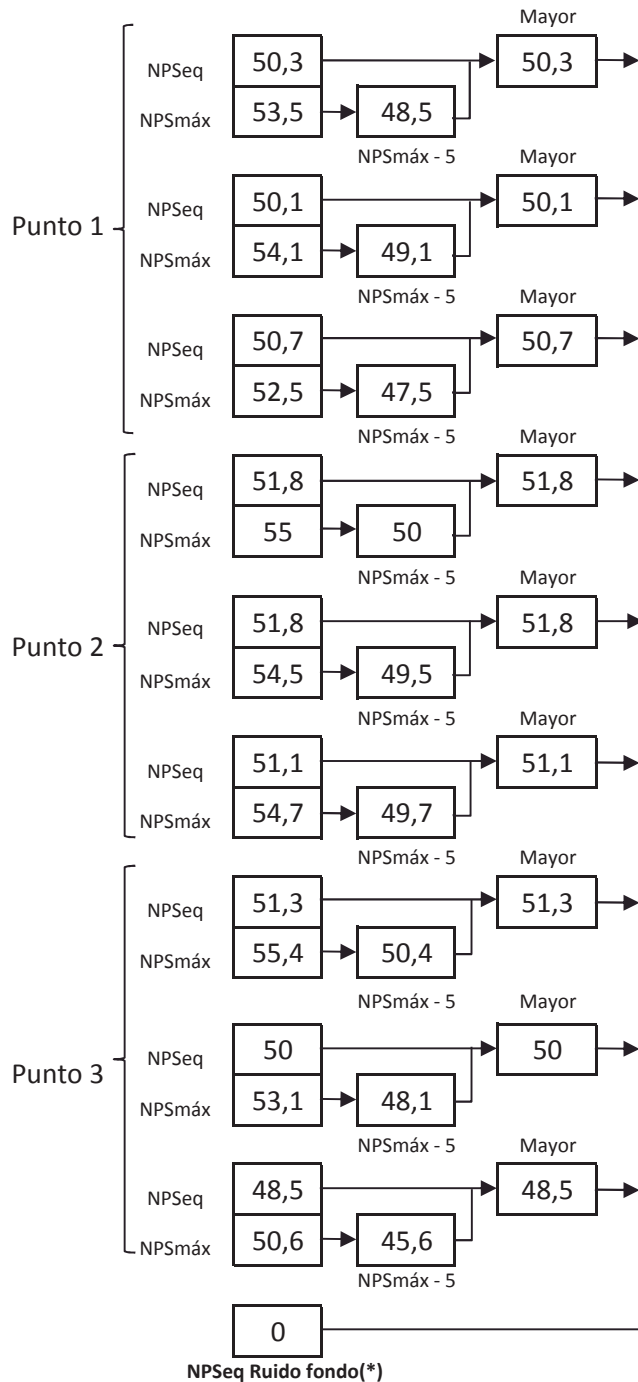 Mayor
NPSeq 50,3 50,3
NPSmáx 53,5 48,5
NPSmáx - 5
Mayor
NPSeq 50,1 50,1
Punto 1
NPSmáx 54,1 49,1
NPSmáx - 5
Mayor
NPSeq 50,7 50,7
NPSmáx 52,5 47,5
NPSmáx - 5
Mayor
NPSeq 51,8 51,8
NPSmáx 55 50
NPSmáx - 5
Mayor
NPSeq 51,8 51,8
Punto 2
NPSmáx 54,5 49,5
NPSmáx - 5
Mayor
NPSeq 51,1 51,1
NPSmáx 54,7 49,7
NPSmáx - 5
Mayor
NPSeq 51,3 51,3
NPSmáx 55,4 50,4
NPSmáx - 5
Mayor
NPSeq 50 50
Punto 3
NPSmáx 53,1 48,1
NPSmáx - 5
Mayor
NPSeq 48,5 48,5
NPSmáx 50,6 45,6
NPSmáx - 5
0
NPSeq Ruido fondo(*)